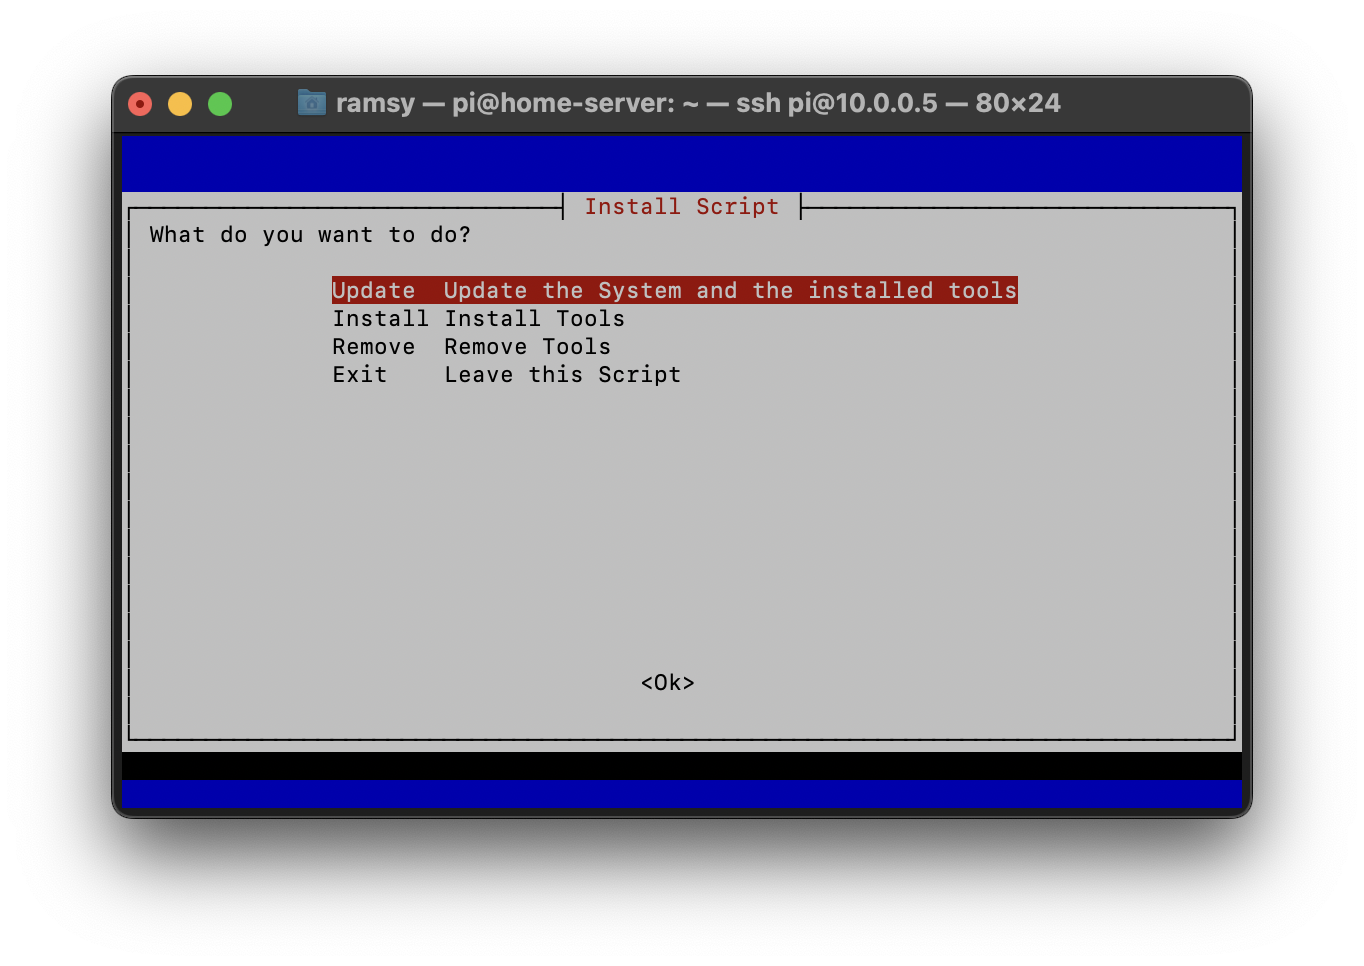 ramsy — pi@home-server: ~ — ssh pi@10.0.0.5 — 80×24
Install Script
What do you want to do?
Update  Update the System and the installed tools
Install Install Tools
Remove  Remove Tools
Exit    Leave this Script
<Ok>